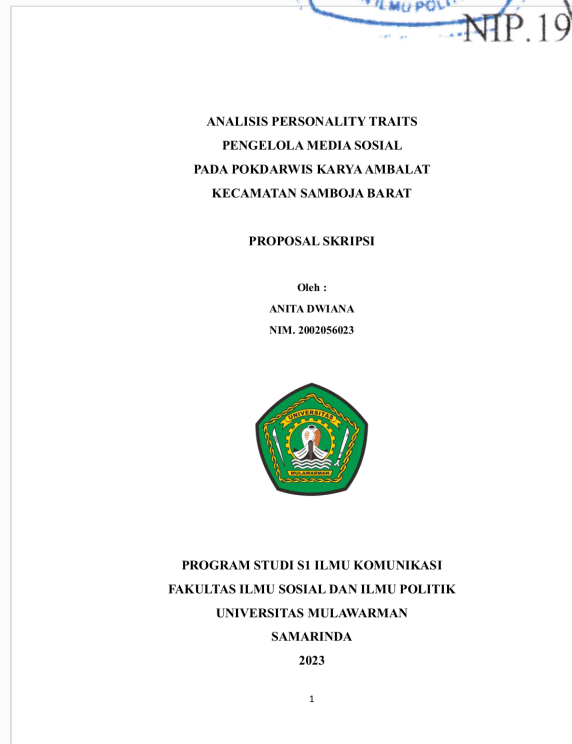 ILMU POLI
NIP.19
ANALISIS PERSONALITY TRAITS
PENGELOLA MEDIA SOSIAL
PADA POKDARWIS KARYA AMBALAT
KECAMATAN SAMBOJA BARAT
PROPOSAL SKRIPSI
Oleh :
ANITA DWIANA
NIM. 2002056023
UNIVERSITAS
MULAWARMAN
PROGRAM STUDI S1 ILMU KOMUNIKASI
FAKULTAS ILMU SOSIAL DAN ILMU POLITIK
UNIVERSITAS MULAWARMAN
SAMARINDA
2023
1